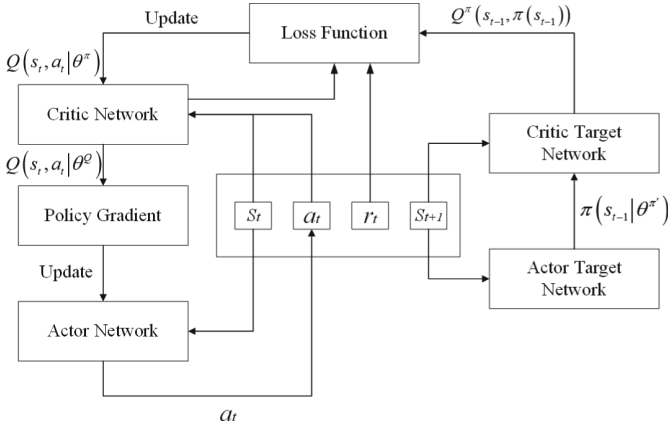 Update
Loss Function
Q^π(s_{t-1}, π(s_{t-1}))
Q(s_t, a_t|θ^π)
Critic Network
Critic Target
Network
Q(s_t, a_t|θ^Q)
Policy Gradient
s_t
a_t
r_t
s_{t+1}
π(s_{t-1}|θ^{π'})
Update
Actor Network
Actor Target
Network
a_t